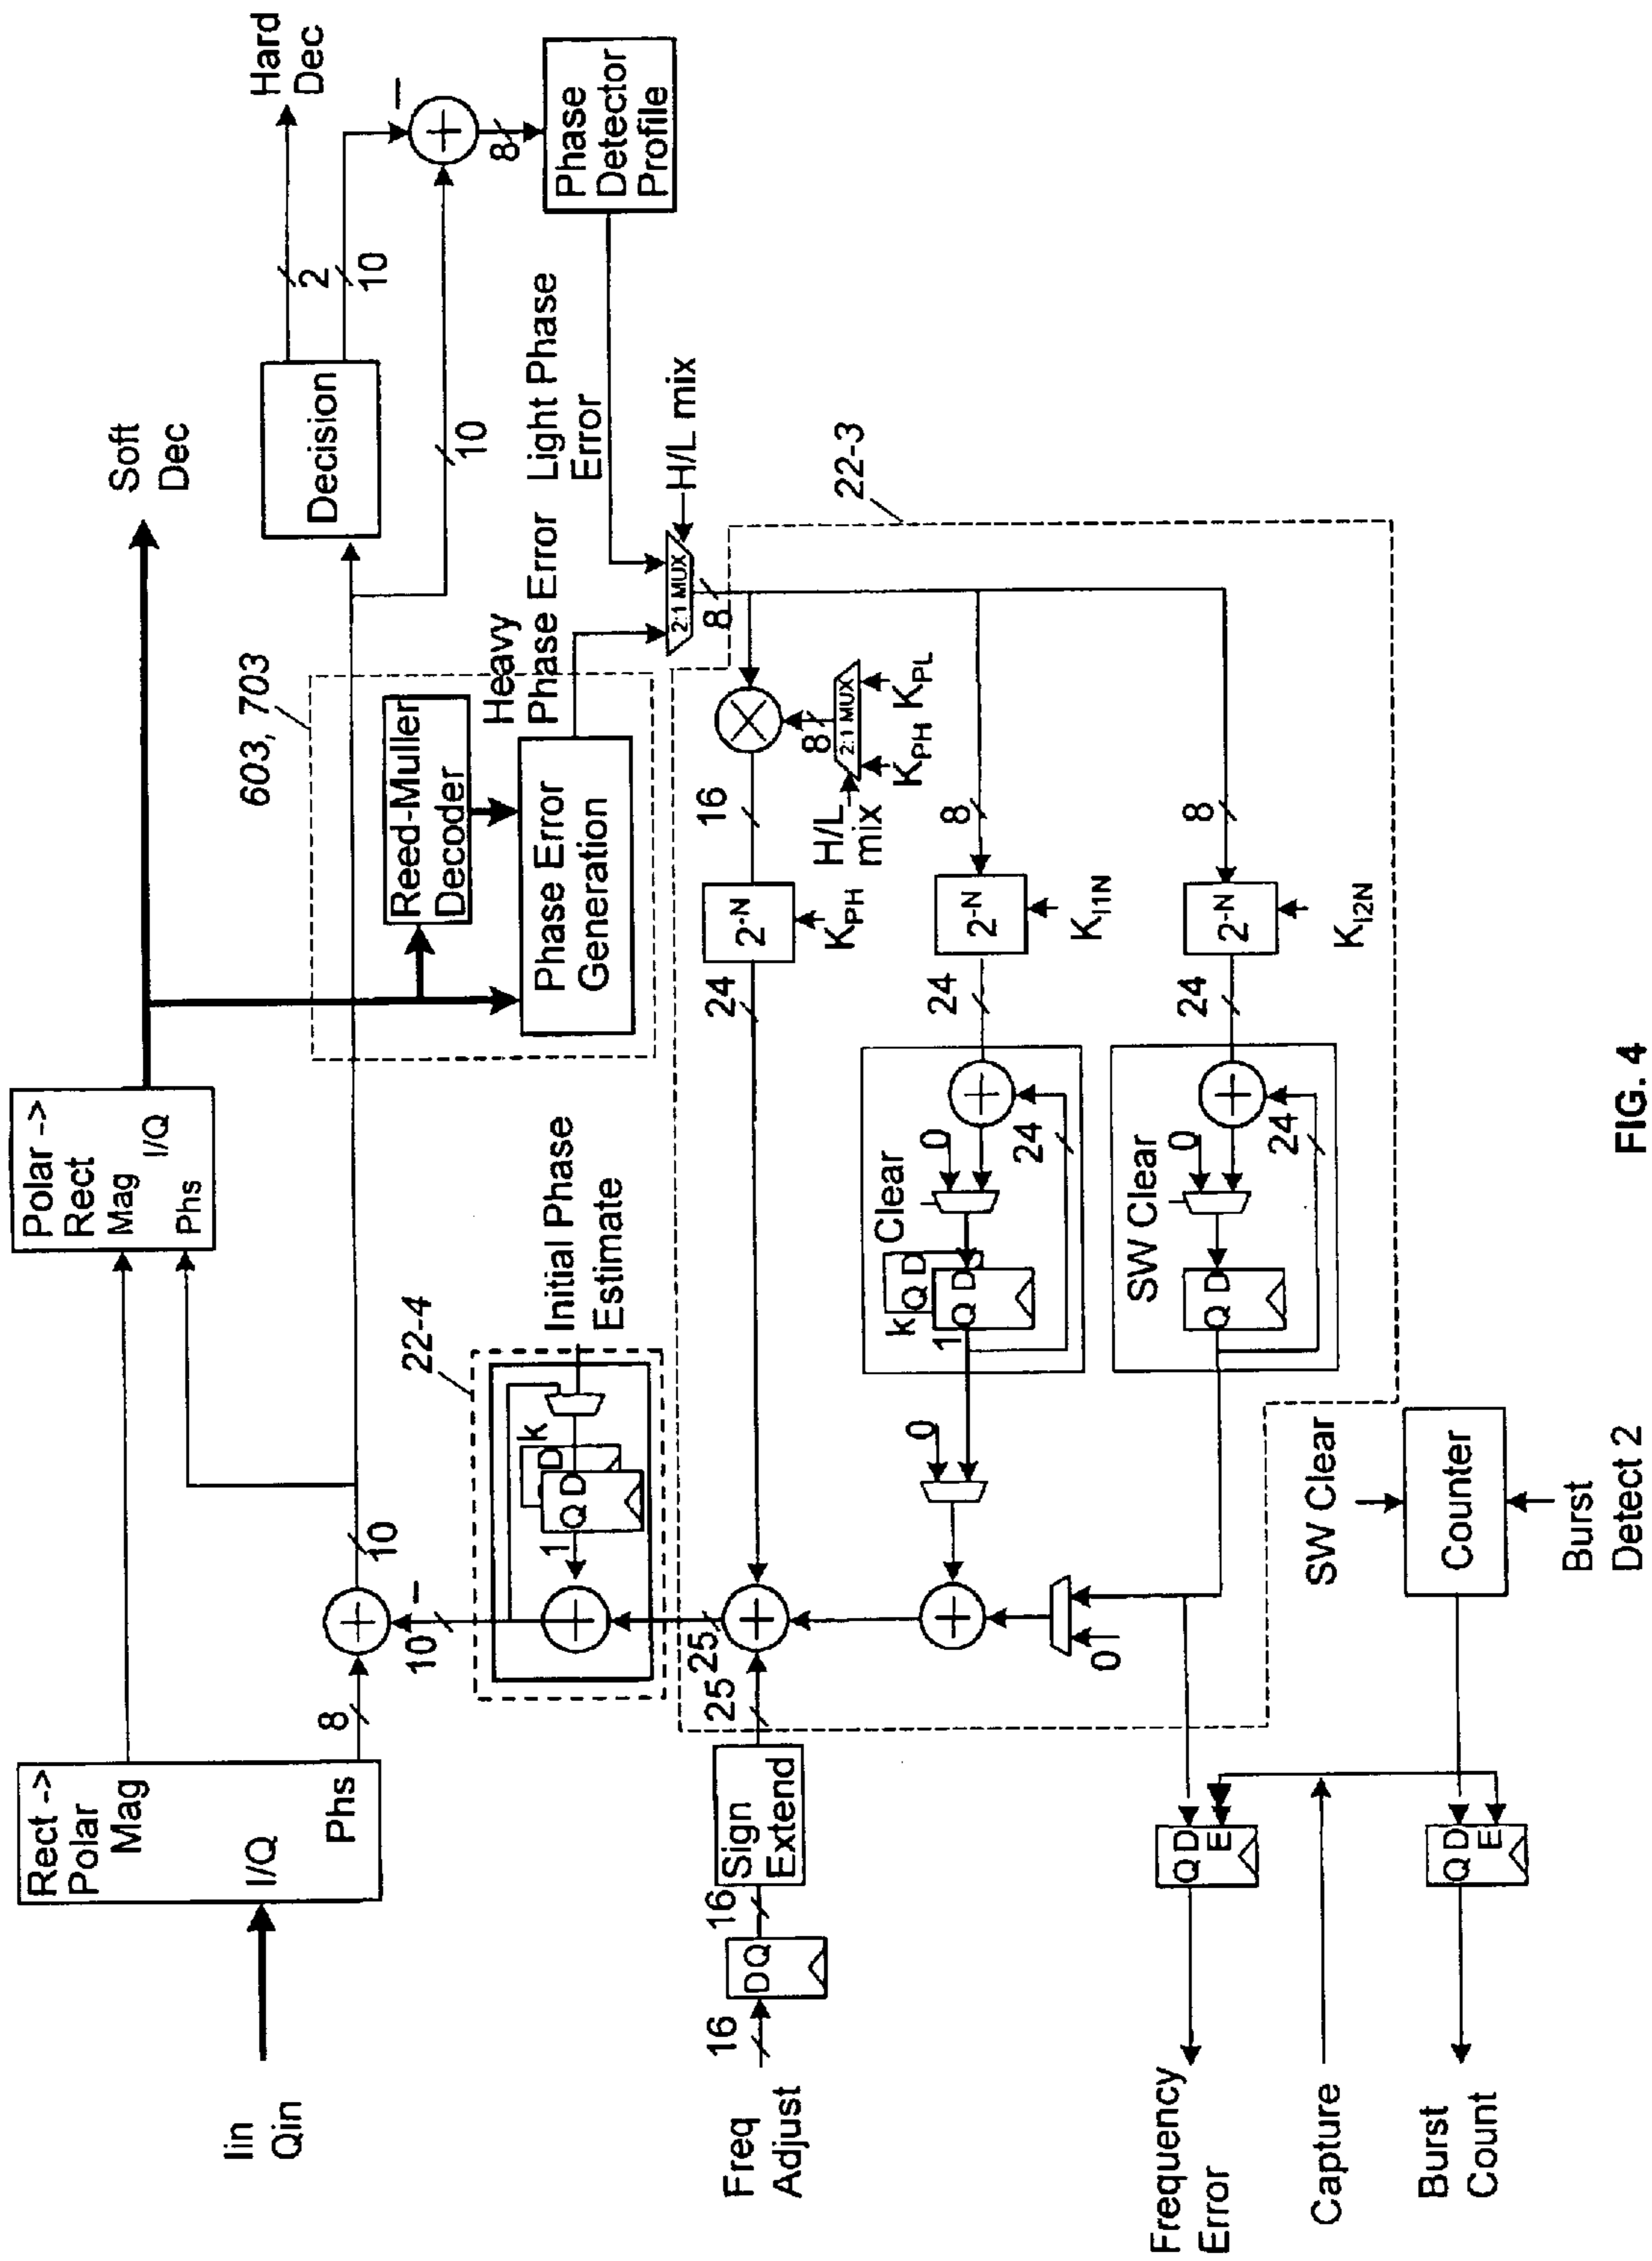 Iin
Qin
Rect ->
Polar
Mag
I/Q
Phs
8
10
−
10
Polar ->
Rect
Mag
I/Q
Phs
Soft
Dec
603, 703
Reed-Muller
Decoder
Phase Error
Generation
Heavy
Phase Error
Decision
2
10
Hard
Dec
10
−
8
Phase
Detector
Profile
Light Phase
Error
2:1 MUX
H/L mix
8
22-4
k
D
Q D
1
Initial Phase
Estimate
22-3
Freq
Adjust
16
D Q
16
Sign
Extend
25
25
24
2-N
KPH
16
8
2:1 MUX
H/L
mix
KPH
KPL
0
Clear
Q D
k
Q D
1
0
24
24
2-N
KI1N
8
0
SW Clear
Q D
0
24
24
2-N
KI2N
8
Frequency
Error
Q D
E
Capture
Burst
Count
Q D
E
SW Clear
Counter
Burst
Detect 2
FIG. 4